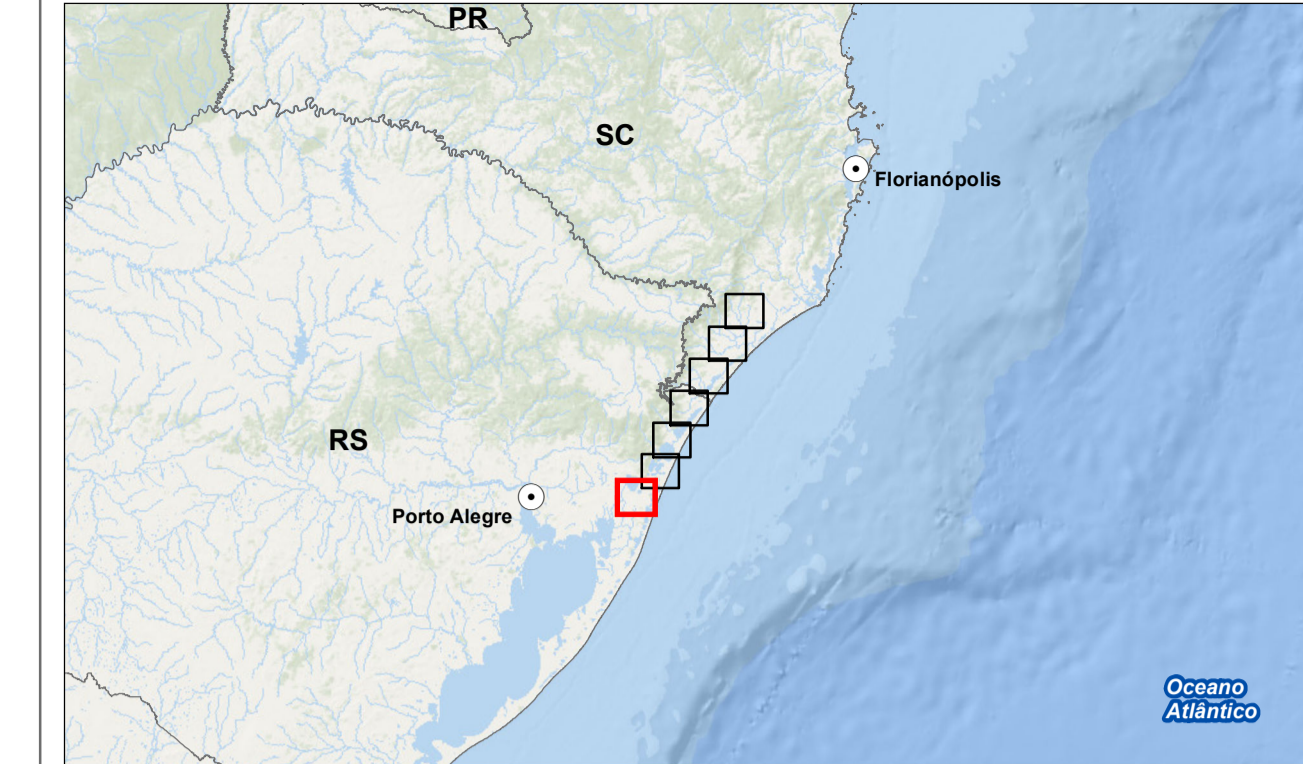 PR
SC
Florianópolis
RS
Porto Alegre
Oceano
Atlântico